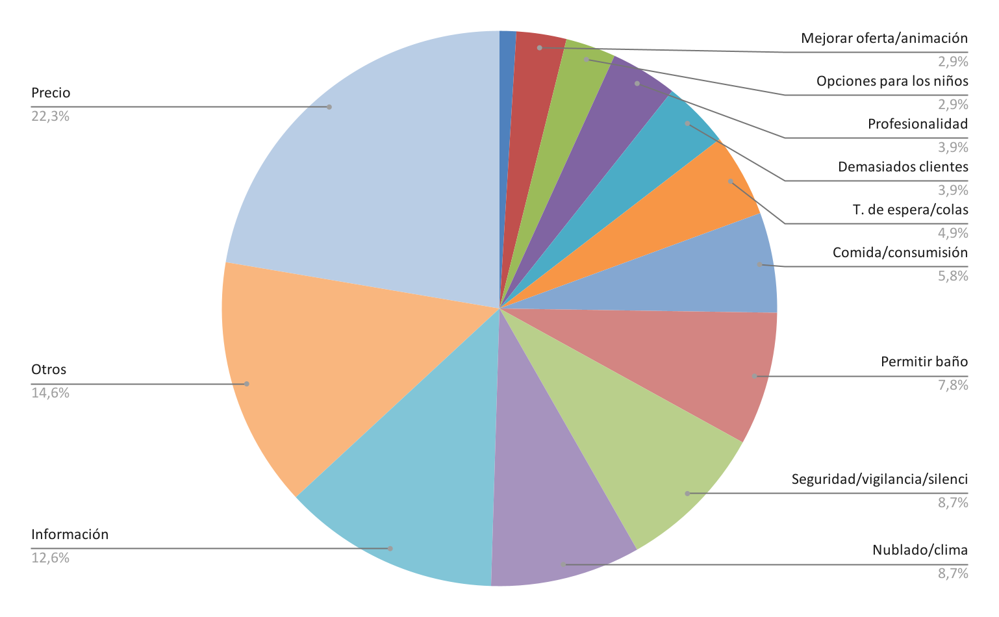 Precio
22,3%
Otros
14,6%
Información
12,6%
Mejorar oferta/animación
2,9%
Opciones para los niños
2,9%
Profesionalidad
3,9%
Demasiados clientes
3,9%
T. de espera/colas
4,9%
Comida/consumisión
5,8%
Permitir baño
7,8%
Seguridad/vigilancia/silenci
8,7%
Nublado/clima
8,7%